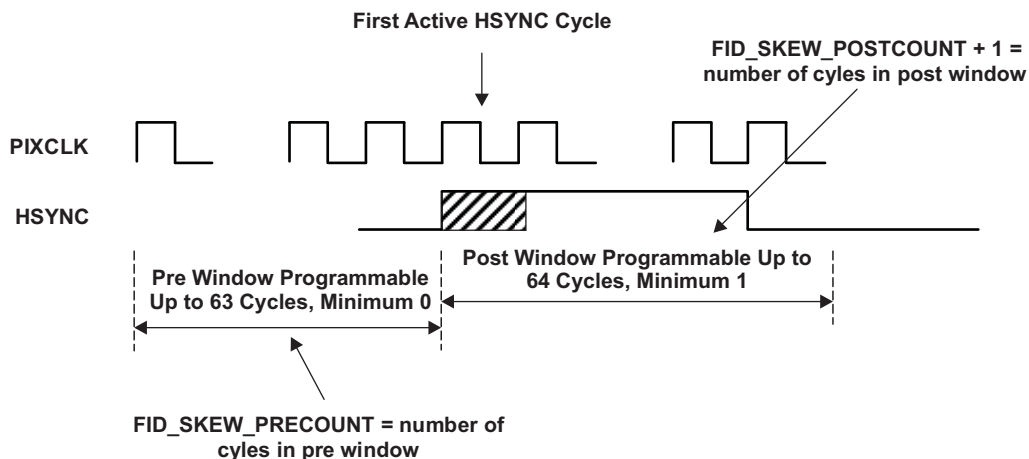 First Active HSYNC Cycle
FID_SKEW_POSTCOUNT + 1 =
number of cyles in post window
PIXCLK
HSYNC
Pre Window Programmable
Up to 63 Cycles, Minimum 0
Post Window Programmable Up to
64 Cycles, Minimum 1
FID_SKEW_PRECOUNT = number of
cyles in pre window